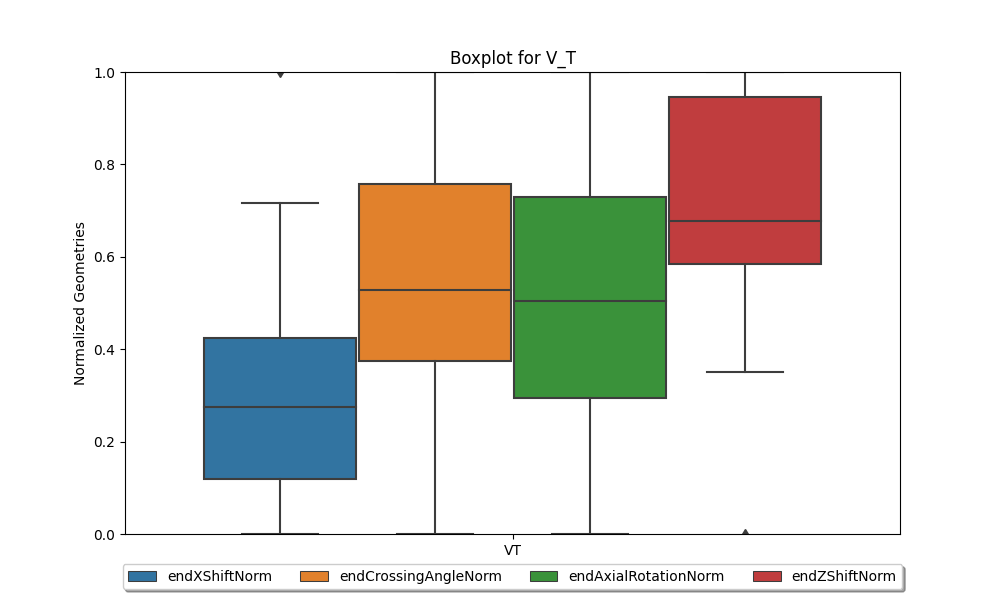 Boxplot for V_T
Normalized Geometries
1.0
0.8
0.6
0.4
0.2
0.0
VT
endXShiftNorm endCrossingAngleNorm endAxialRotationNorm endZShiftNorm